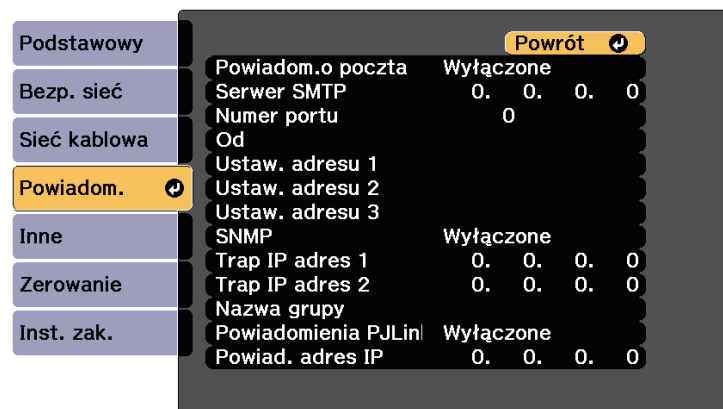 Podstawowy
Bezp. sieć
Sieć kablowa
Powiadom.
Inne
Zerowanie
Inst. zak.
Powrót
Powiadom.o poczta Wyłączone
Serwer SMTP 0. 0. 0. 0
Numer portu 0
Od
Ustaw. adresu 1
Ustaw. adresu 2
Ustaw. adresu 3
SNMP Wyłączone
Trap IP adres 1 0. 0. 0. 0
Trap IP adres 2 0. 0. 0. 0
Nazwa grupy
Powiadomienia PJLinl Wyłączone
Powiad. adres IP 0. 0. 0. 0